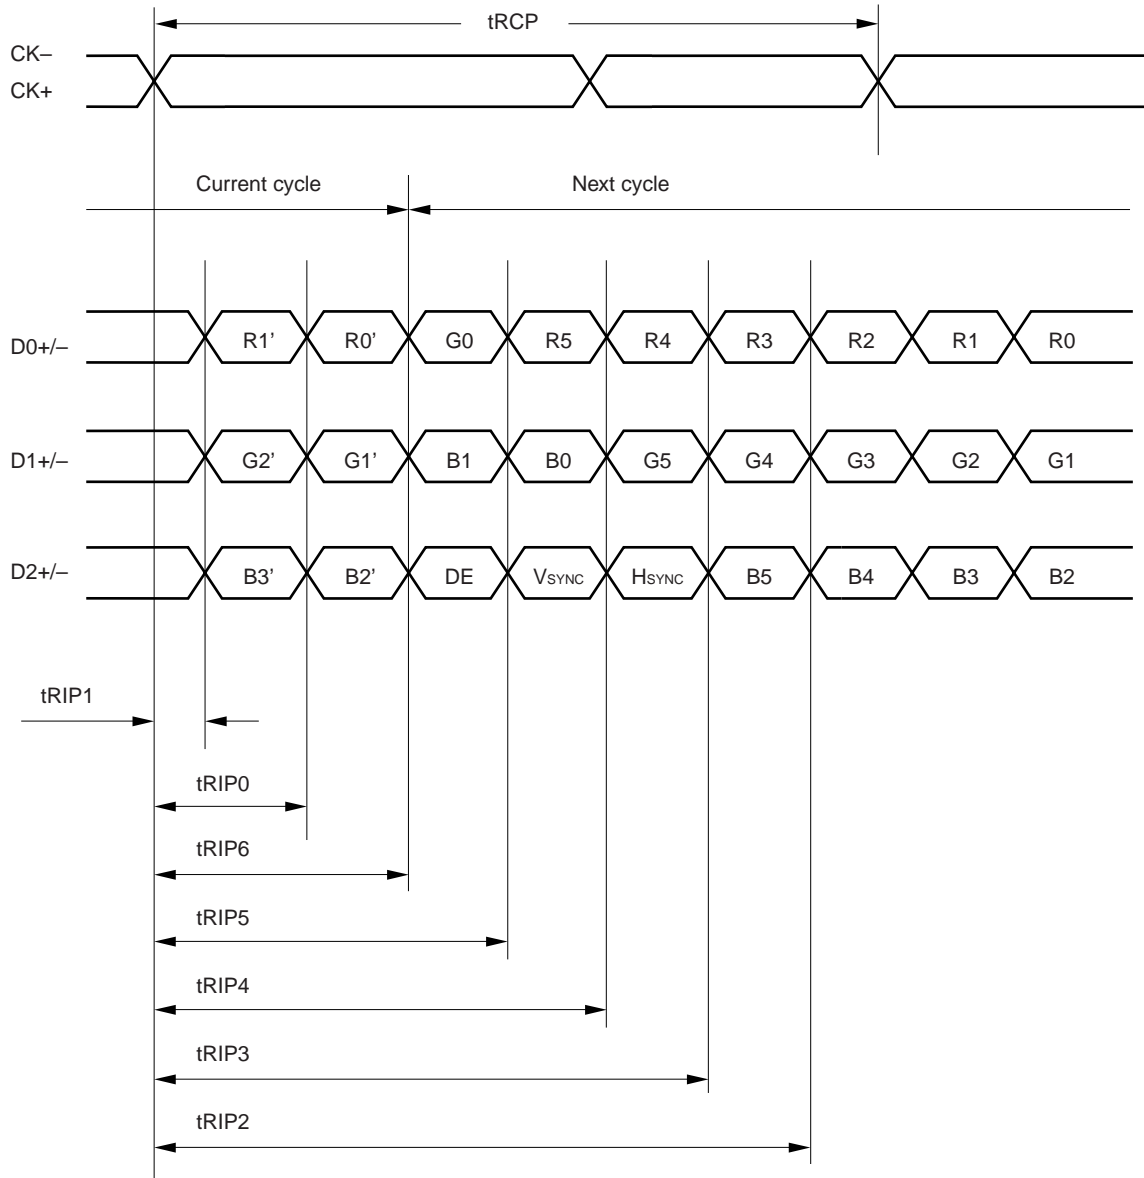 tRCP
CK–
CK+
Current cycle Next cycle
D0+/– R1’ R0’ G0 R5 R4 R3 R2 R1 R0
D1+/– G2’ G1’ B1 B0 G5 G4 G3 G2 G1
D2+/– B3’ B2’ DE VSYNC HSYNC B5 B4 B3 B2
tRIP1
tRIP0
tRIP6
tRIP5
tRIP4
tRIP3
tRIP2